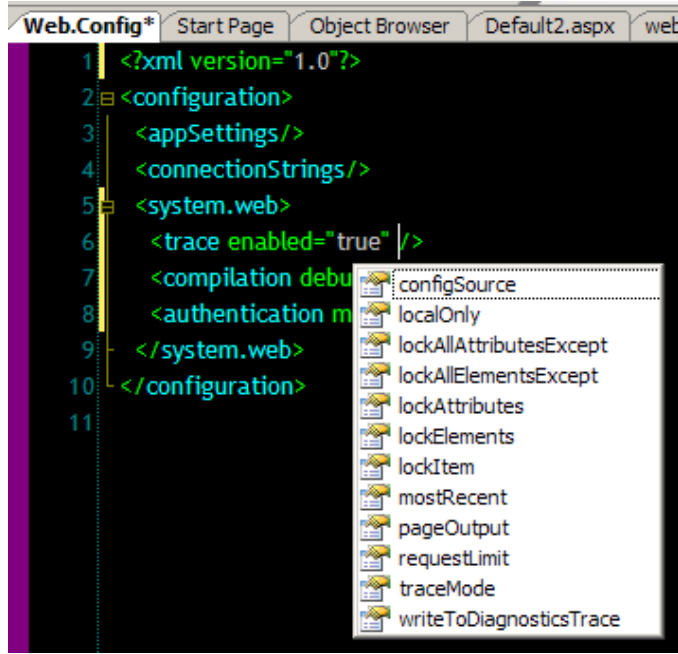 Web.Config* Start Page Object Browser Default2.aspx web
1 <?xml version="1.0"?>
2 <configuration>
3 <appSettings/>
4 <connectionStrings/>
5 <system.web>
6 <trace enabled="true" />
7 <compilation debu
8 <authentication m
9 </system.web>
10 </configuration>
11
configSource
localOnly
lockAllAttributesExcept
lockAllElementsExcept
lockAttributes
lockElements
lockItem
mostRecent
pageOutput
requestLimit
traceMode
writeToDiagnosticsTrace